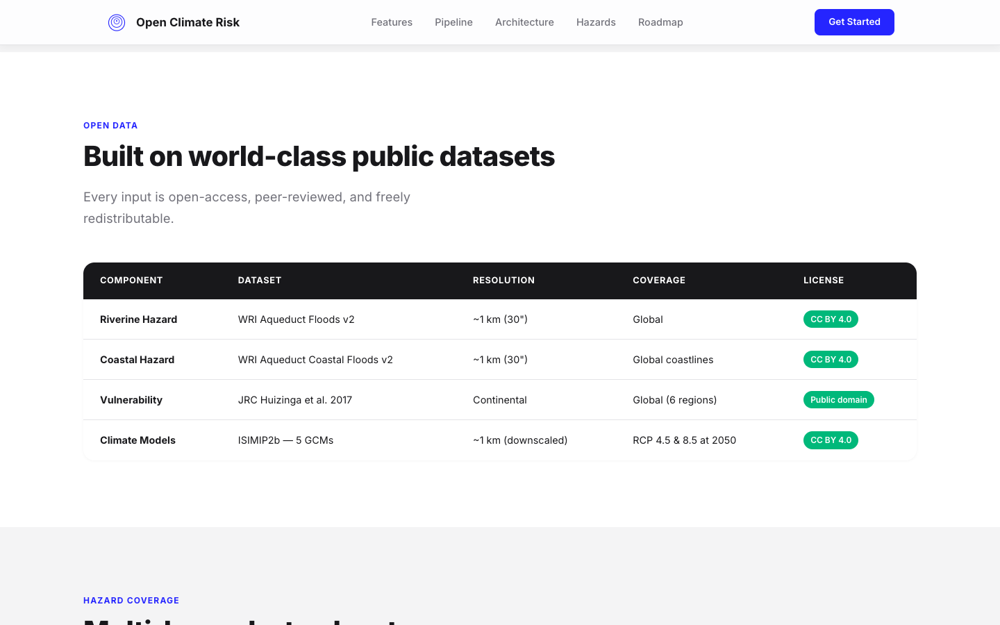 Open Climate Risk
Features Pipeline Architecture Hazards Roadmap
Get Started
OPEN DATA
Built on world-class public datasets
Every input is open-access, peer-reviewed, and freely
redistributable.
COMPONENT DATASET RESOLUTION COVERAGE LICENSE
Riverine Hazard WRI Aqueduct Floods v2 ~1 km (30") Global CC BY 4.0
Coastal Hazard WRI Aqueduct Coastal Floods v2 ~1 km (30") Global coastlines CC BY 4.0
Vulnerability JRC Huizinga et al. 2017 Continental Global (6 regions) Public domain
Climate Models ISIMIP2b — 5 GCMs ~1 km (downscaled) RCP 4.5 & 8.5 at 2050 CC BY 4.0
HAZARD COVERAGE